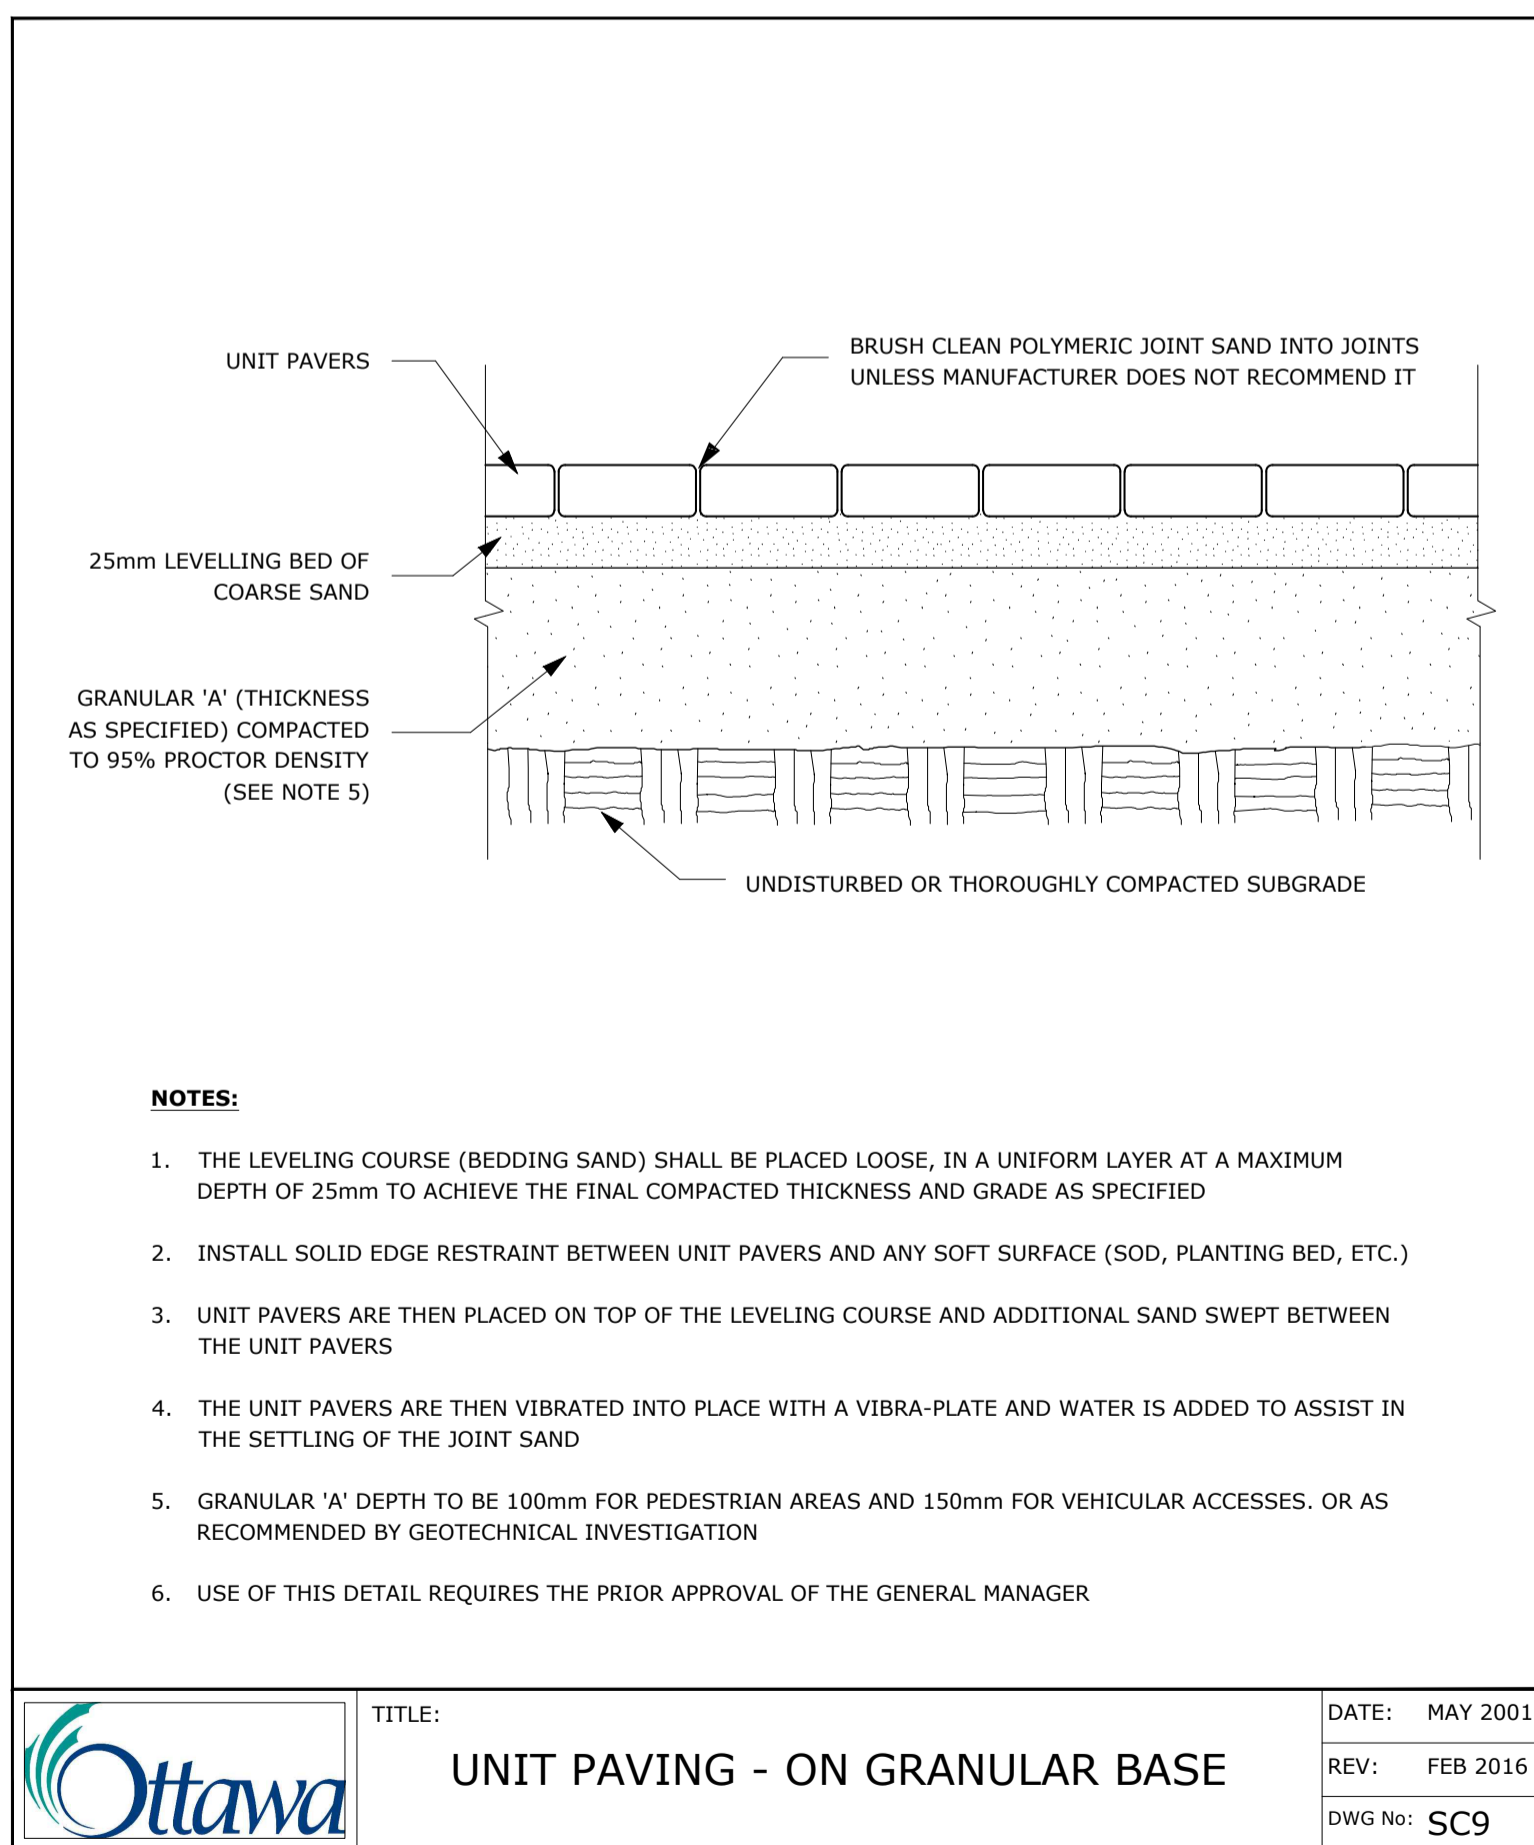 UNIT PAVERS
BRUSH CLEAN POLYMERIC JOINT SAND INTO JOINTS
UNLESS MANUFACTURER DOES NOT RECOMMEND IT
25mm LEVELLING BED OF
COARSE SAND
GRANULAR 'A' (THICKNESS
AS SPECIFIED) COMPACTED
TO 95% PROCTOR DENSITY
(SEE NOTE 5)
UNDISTURBED OR THOROUGHLY COMPACTED SUBGRADE
NOTES:
1. THE LEVELING COURSE (BEDDING SAND) SHALL BE PLACED LOOSE, IN A UNIFORM LAYER AT A MAXIMUM
DEPTH OF 25mm TO ACHIEVE THE FINAL COMPACTED THICKNESS AND GRADE AS SPECIFIED
2. INSTALL SOLID EDGE RESTRAINT BETWEEN UNIT PAVERS AND ANY SOFT SURFACE (SOD, PLANTING BED, ETC.)
3. UNIT PAVERS ARE THEN PLACED ON TOP OF THE LEVELING COURSE AND ADDITIONAL SAND SWEPT BETWEEN
THE UNIT PAVERS
4. THE UNIT PAVERS ARE THEN VIBRATED INTO PLACE WITH A VIBRA-PLATE AND WATER IS ADDED TO ASSIST IN
THE SETTLING OF THE JOINT SAND
5. GRANULAR 'A' DEPTH TO BE 100mm FOR PEDESTRIAN AREAS AND 150mm FOR VEHICULAR ACCESSES. OR AS
RECOMMENDED BY GEOTECHNICAL INVESTIGATION
6. USE OF THIS DETAIL REQUIRES THE PRIOR APPROVAL OF THE GENERAL MANAGER
Ottawa
TITLE:
UNIT PAVING - ON GRANULAR BASE
DATE: MAY 2001
REV: FEB 2016
DWG No: SC9